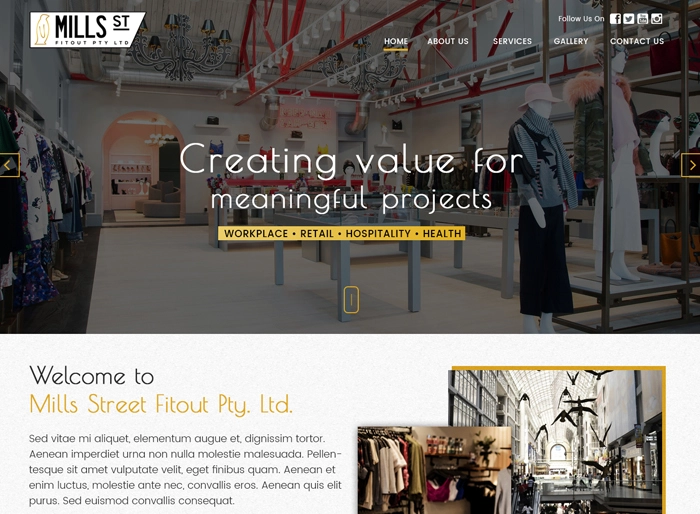 MILLS ST
FITOUT PTY LTD
Follow Us On
HOME ABOUT US SERVICES GALLERY CONTACT US
Creating value for
meaningful projects
WORKPLACE • RETAIL • HOSPITALITY • HEALTH
Welcome to
Mills Street Fitout Pty. Ltd.
Sed vitae mi aliquet, elementum augue et, dignissim tortor.
Aenean imperdiet urna non nulla molestie malesuada. Pellen-
tesque sit amet vulputate velit, eget finibus quam. Aenean et
enim luctus, molestie ante nec, convallis eros. Aenean quis elit
purus. Sed euismod convallis consequat.